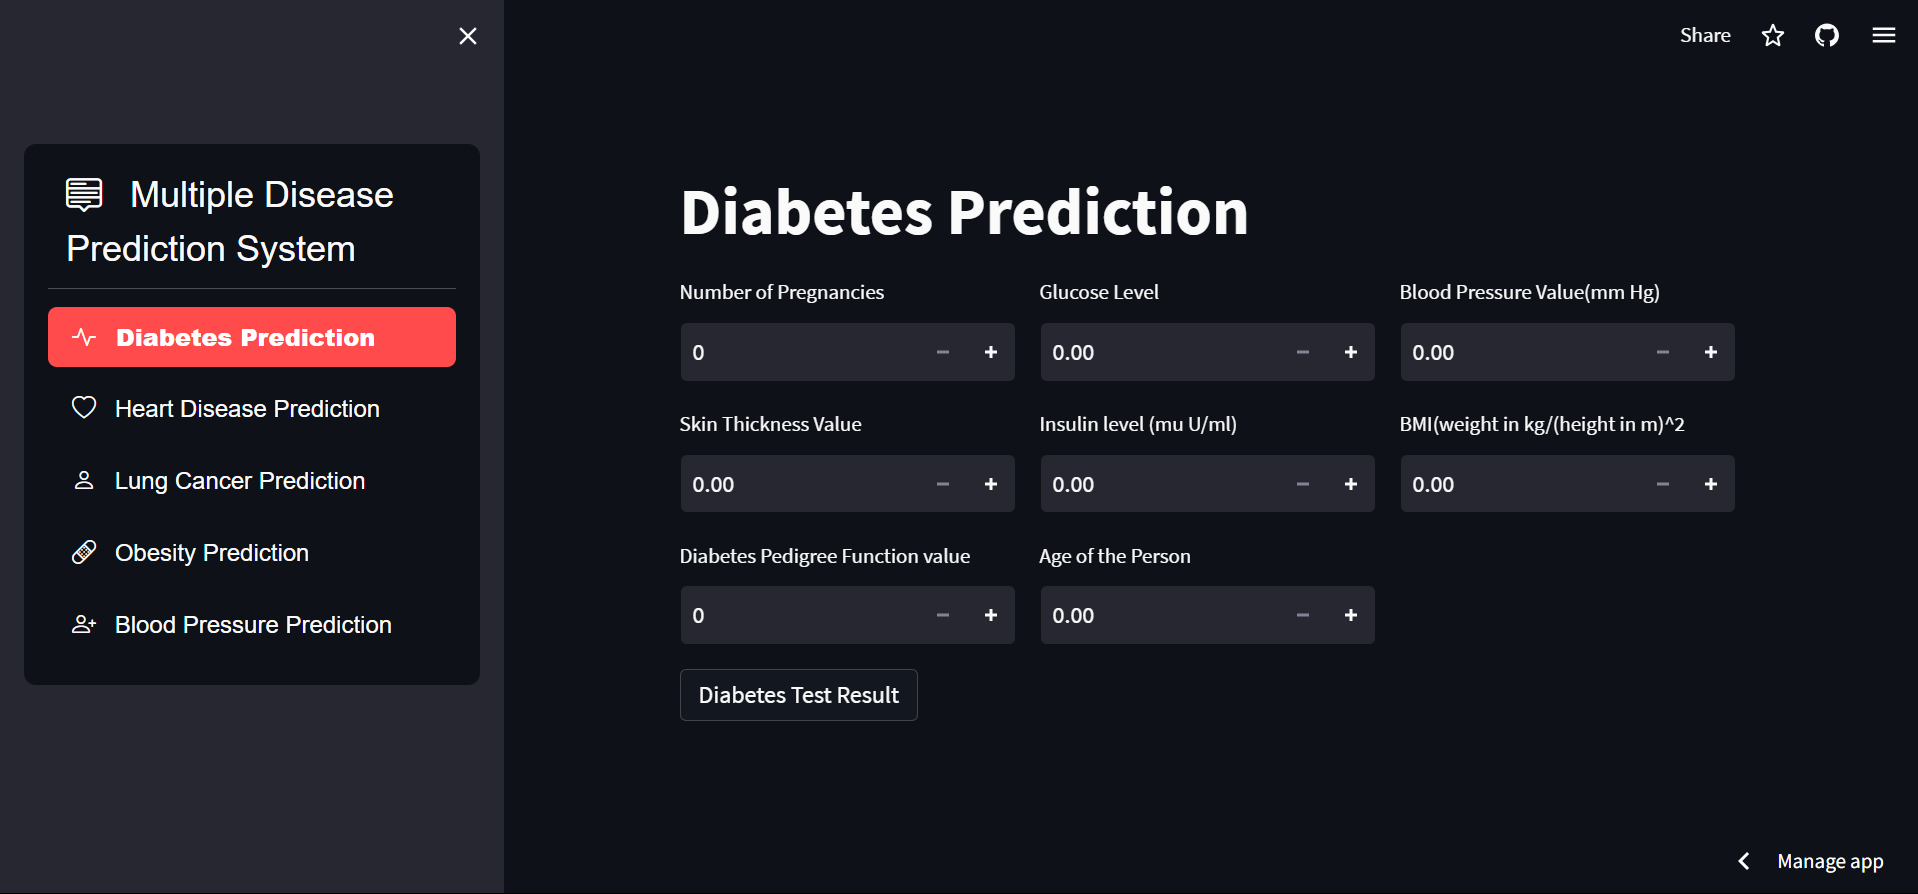 Share
Multiple Disease
Prediction System
Diabetes Prediction
Heart Disease Prediction
Lung Cancer Prediction
Obesity Prediction
Blood Pressure Prediction
Diabetes Prediction
Number of Pregnancies
0
Glucose Level
0.00
Blood Pressure Value(mm Hg)
0.00
Skin Thickness Value
0.00
Insulin level (mu U/ml)
0.00
BMI(weight in kg/(height in m)^2
0.00
Diabetes Pedigree Function value
0
Age of the Person
0.00
Diabetes Test Result
Manage app